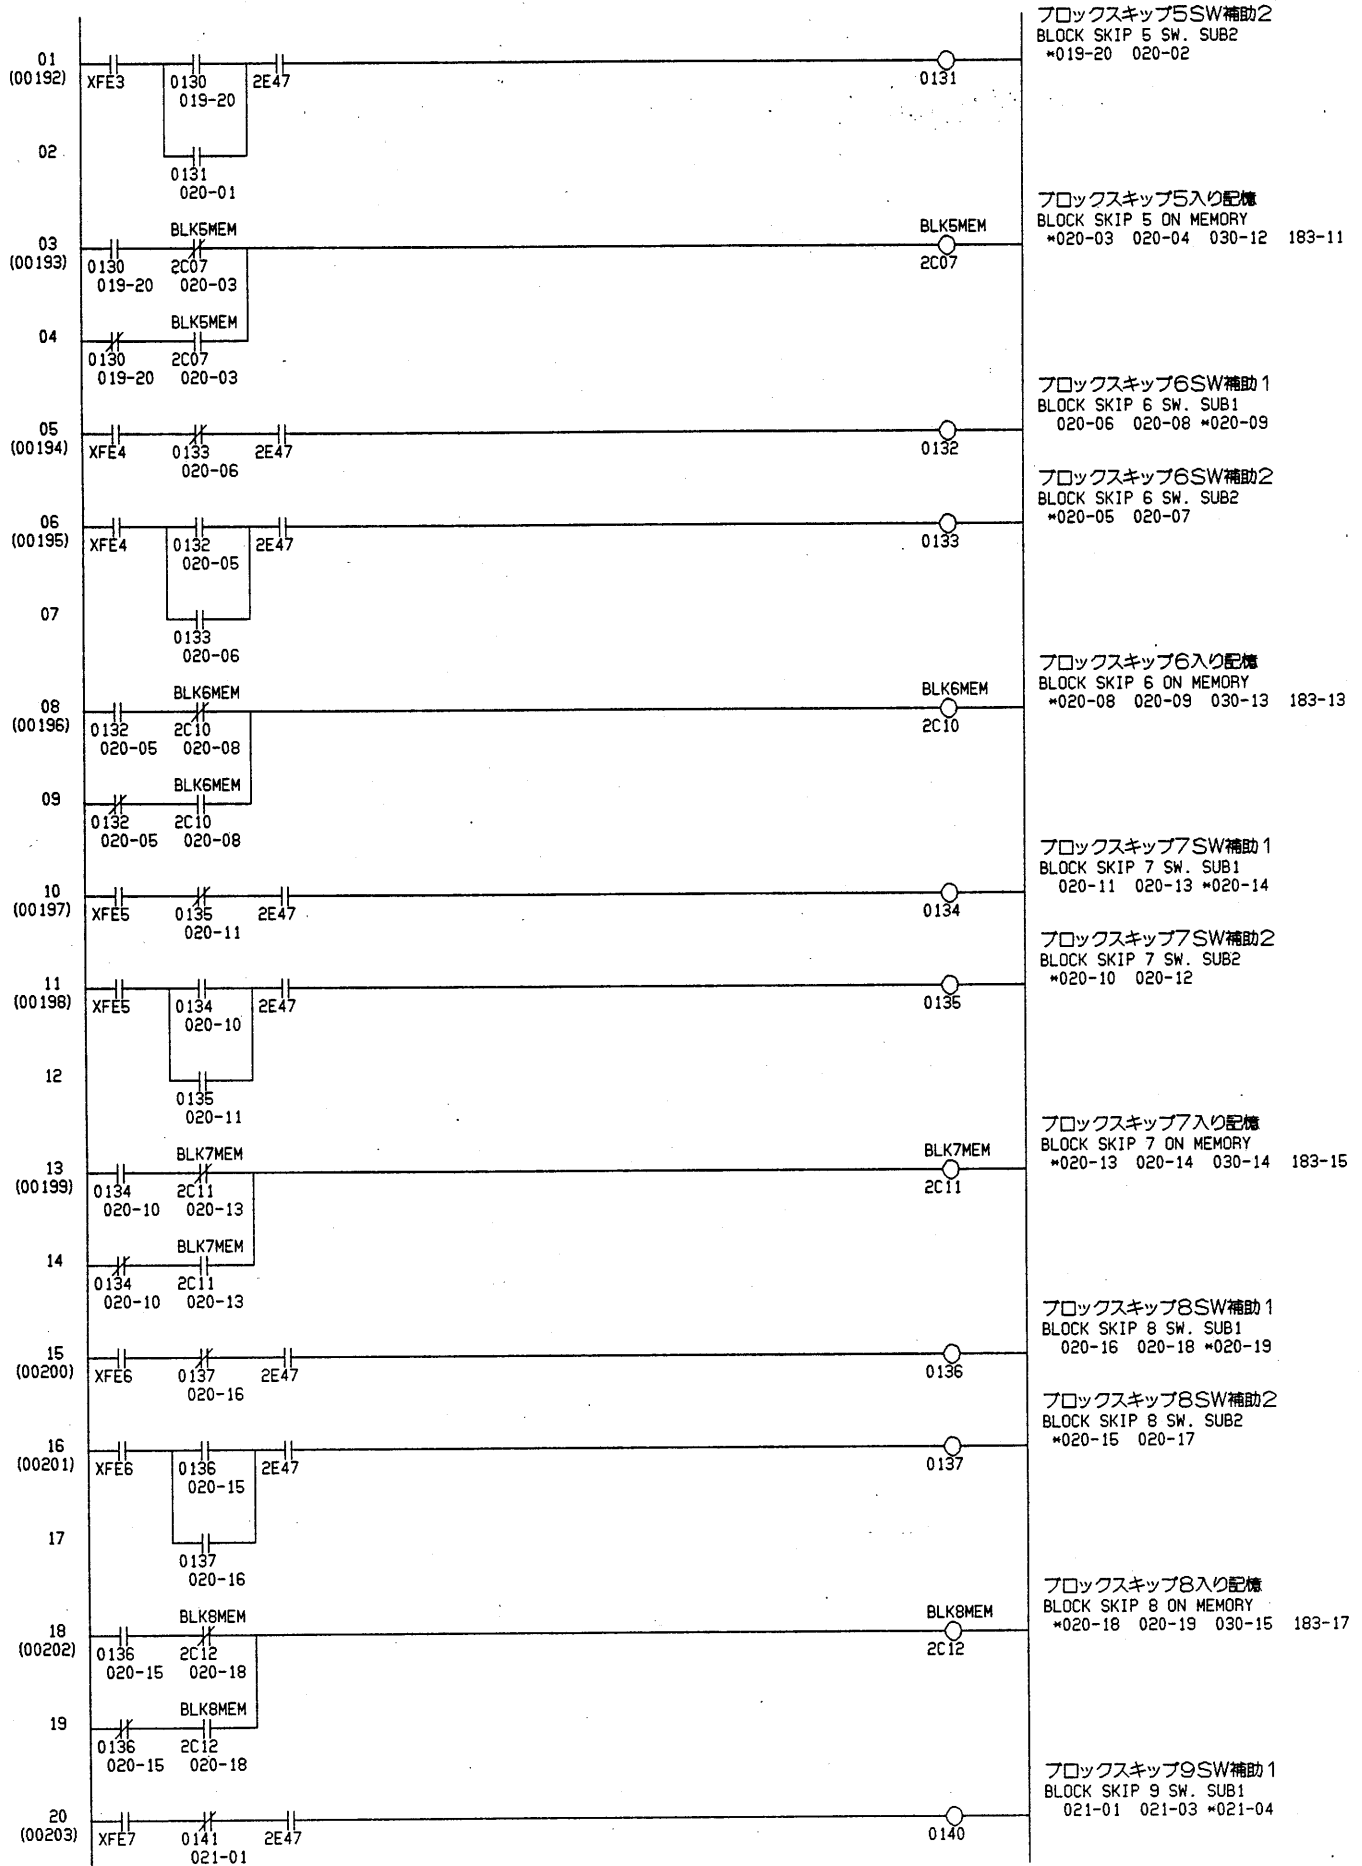 ブロックスキップ5SW補助2
BLOCK SKIP 5 SW. SUB2
*019-20 020-02
01
(00192)
XFE3 0130 2E47 0131
019-20
02
0131
020-01
ブロックスキップ5入り記憶
BLOCK SKIP 5 ON MEMORY
*020-03 020-04 030-12 183-11
BLK5MEM BLK5MEM
03
(00193)
0130 2C07 2C07
019-20 020-03
BLK5MEM
04
0130 2C07
019-20 020-03
ブロックスキップ6SW補助1
BLOCK SKIP 6 SW. SUB1
020-06 020-08 *020-09
05
(00194)
XFE4 0133 2E47 0132
020-06
ブロックスキップ6SW補助2
BLOCK SKIP 6 SW. SUB2
*020-05 020-07
06
(00195)
XFE4 0132 2E47 0133
020-05
07
0133
020-06
ブロックスキップ6入り記憶
BLOCK SKIP 6 ON MEMORY
*020-08 020-09 030-13 183-13
BLK6MEM BLK6MEM
08
(00196)
0132 2C10 2C10
020-05 020-08
BLK6MEM
09
0132 2C10
020-05 020-08
ブロックスキップ7SW補助1
BLOCK SKIP 7 SW. SUB1
020-11 020-13 *020-14
10
(00197)
XFE5 0135 2E47 0134
020-11
ブロックスキップ7SW補助2
BLOCK SKIP 7 SW. SUB2
*020-10 020-12
11
(00198)
XFE5 0134 2E47 0135
020-10
12
0135
020-11
ブロックスキップ7入り記憶
BLOCK SKIP 7 ON MEMORY
*020-13 020-14 030-14 183-15
BLK7MEM BLK7MEM
13
(00199)
0134 2C11 2C11
020-10 020-13
BLK7MEM
14
0134 2C11
020-10 020-13
ブロックスキップ8SW補助1
BLOCK SKIP 8 SW. SUB1
020-16 020-18 *020-19
15
(00200)
XFE6 0137 2E47 0136
020-16
ブロックスキップ8SW補助2
BLOCK SKIP 8 SW. SUB2
*020-15 020-17
16
(00201)
XFE6 0136 2E47 0137
020-15
17
0137
020-16
ブロックスキップ8入り記憶
BLOCK SKIP 8 ON MEMORY
*020-18 020-19 030-15 183-17
BLK8MEM BLK8MEM
18
(00202)
0136 2C12 2C12
020-15 020-18
BLK8MEM
19
0136 2C12
020-15 020-18
ブロックスキップ9SW補助1
BLOCK SKIP 9 SW. SUB1
021-01 021-03 *021-04
20
(00203)
XFE7 0141 2E47 0140
021-01